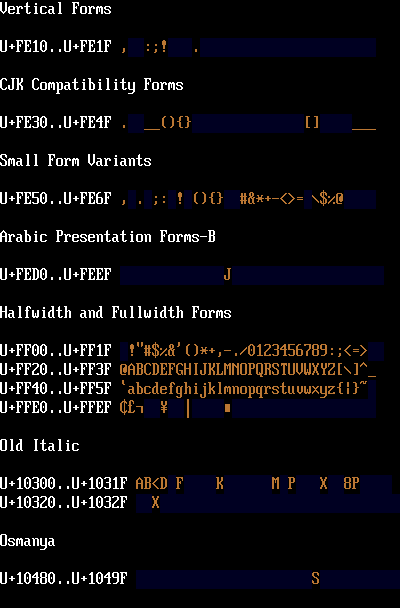 Vertical Forms
U+FE10..U+FE1F ,  :;!   .
CJK Compatibility Forms
U+FE30..U+FE4F .  __(){}              []    ___
Small Form Variants
U+FE50..U+FE6F , . ;: ! (){}  #&*+-<>= \$%@
Arabic Presentation Forms-B
U+FED0..U+FEEF              J
Halfwidth and Fullwidth Forms
U+FF00..U+FF1F  !"#$%&'()*+,-./0123456789:;<=>
U+FF20..U+FF3F @ABCDEFGHIJKLMNOPQRSTUVWXYZ[\]^_
U+FF40..U+FF5F `abcdefghijklmnopqrstuvwxyz{|}~
U+FFE0..U+FFEF ₵£¬  ¥  │    ▪
Old Italic
U+10300..U+1031F AB<D F    K      M P   X  8P
U+10320..U+1032F   X
Osmanya
U+10480..U+1049F                       S